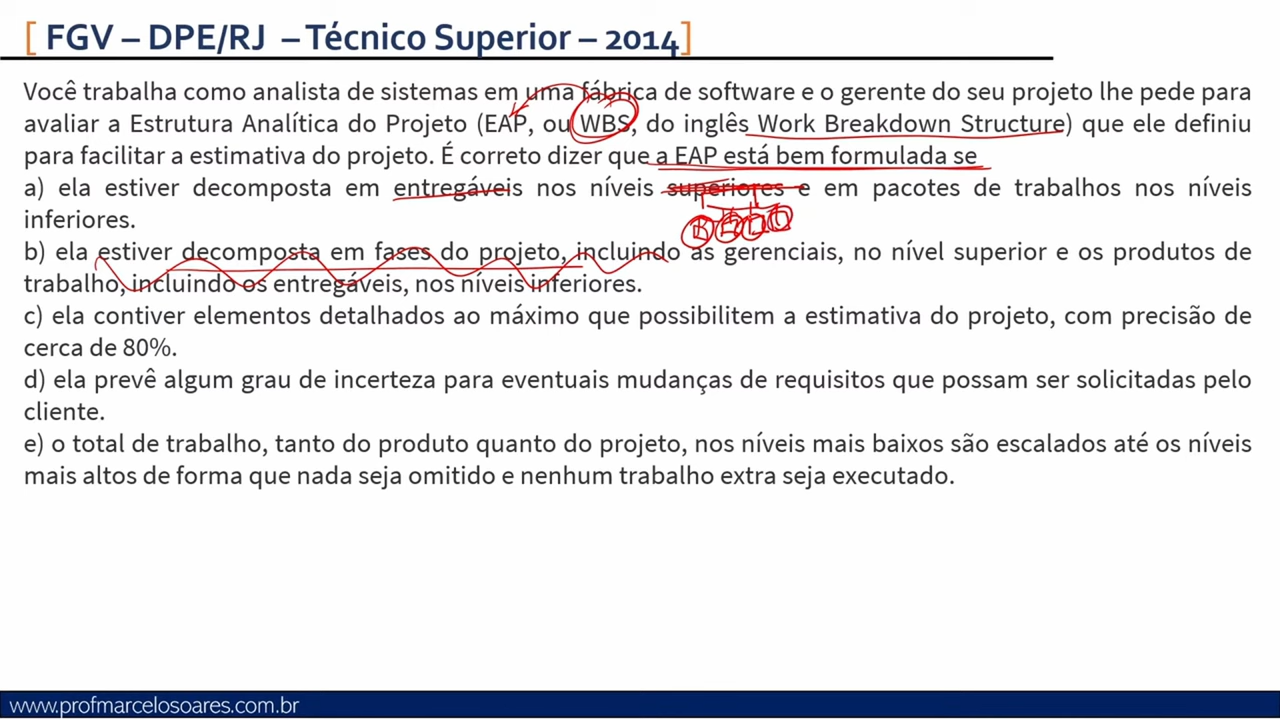 [ FGV – DPE/RJ – Técnico Superior – 2014]
Você trabalha como analista de sistemas em uma fábrica de software e o gerente do seu projeto lhe pede para
avaliar a Estrutura Analítica do Projeto (EAP, ou WBS, do inglês Work Breakdown Structure) que ele definiu
para facilitar a estimativa do projeto. É correto dizer que a EAP está bem formulada se
a) ela estiver decomposta em entregáveis nos níveis superiores e em pacotes de trabalhos nos níveis
inferiores.
b) ela estiver decomposta em fases do projeto, incluindo as gerenciais, no nível superior e os produtos de
trabalho, incluindo os entregáveis, nos níveis inferiores.
c) ela contiver elementos detalhados ao máximo que possibilitem a estimativa do projeto, com precisão de
cerca de 80%.
d) ela prevê algum grau de incerteza para eventuais mudanças de requisitos que possam ser solicitadas pelo
cliente.
e) o total de trabalho, tanto do produto quanto do projeto, nos níveis mais baixos são escalados até os níveis
mais altos de forma que nada seja omitido e nenhum trabalho extra seja executado.
www.profmarcelosoares.com.br